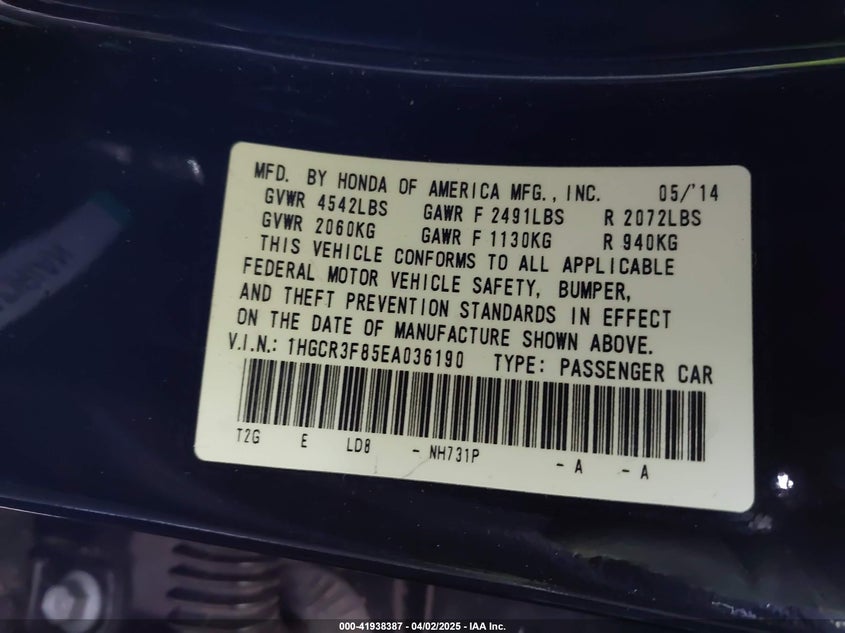 MFD. BY HONDA OF AMERICA MFG., INC. 05/'14
GVWR 4542LBS GAWR F 2491LBS R 2072LBS
GVWR 2060KG GAWR F 1130KG R 940KG
THIS VEHICLE CONFORMS TO ALL APPLICABLE
FEDERAL MOTOR VEHICLE SAFETY, BUMPER,
AND THEFT PREVENTION STANDARDS IN EFFECT
ON THE DATE OF MANUFACTURE SHOWN ABOVE.
V.I.N.: 1HGCR3F85EA036190 TYPE: PASSENGER CAR
T2G E LD8 - NH731P - A - A
000-41938387 - 04/02/2025 - IAA Inc.